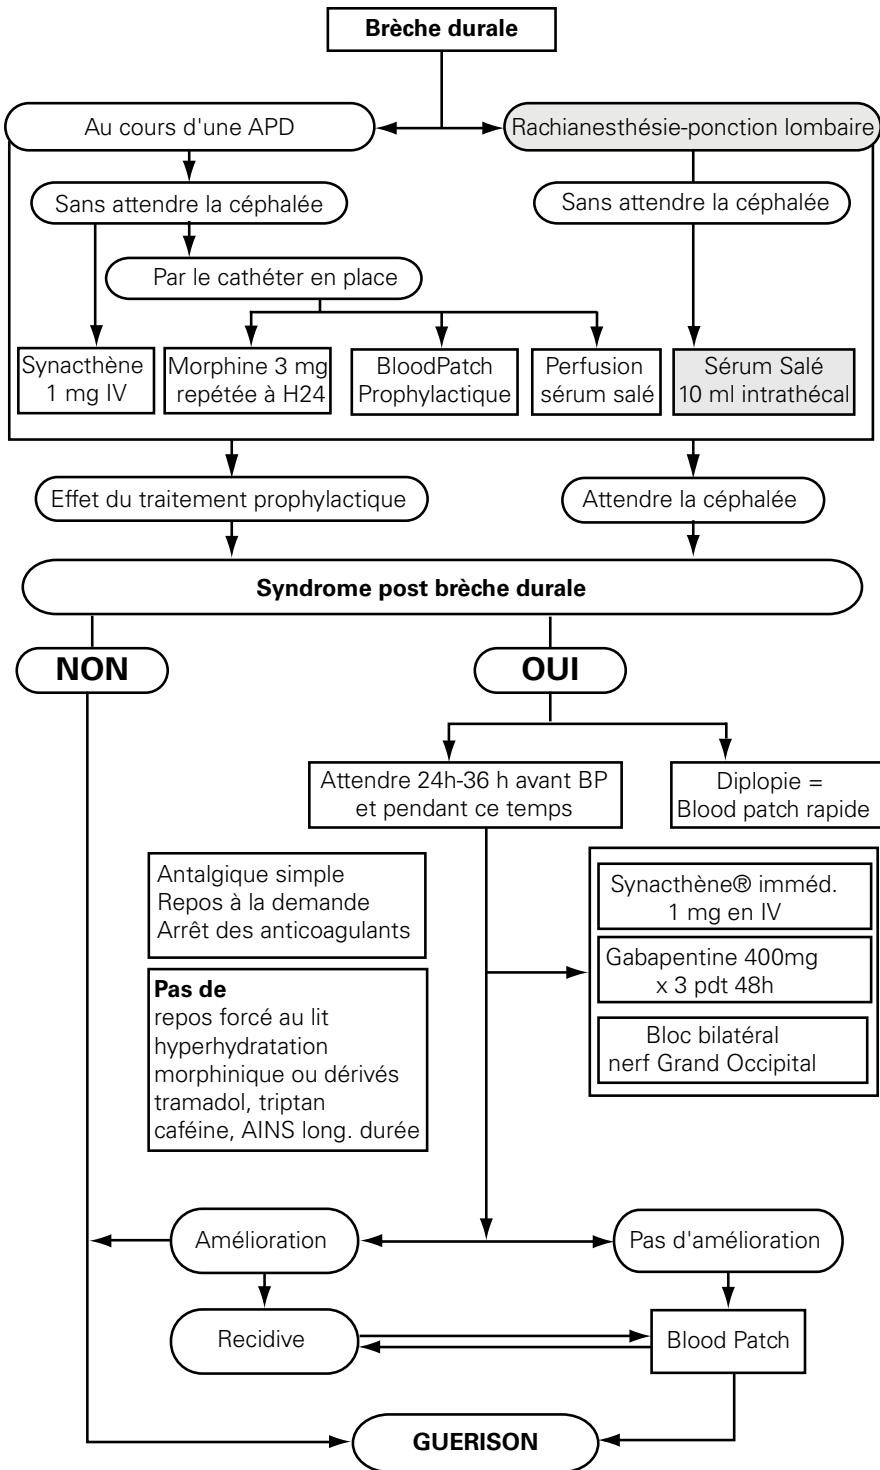 Brèche durale
Au cours d'une APD
Rachianesthésie-ponction lombaire
Sans attendre la céphalée
Sans attendre la céphalée
Par le cathéter en place
Synacthène
1 mg IV
Morphine 3 mg
repétée à H24
BloodPatch
Prophylactique
Perfusion
sérum salé
Sérum Salé
10 ml intrathécal
Effet du traitement prophylactique
Attendre la céphalée
Syndrome post brèche durale
NON
OUI
Attendre 24h-36 h avant BP
et pendant ce temps
Diplopie =
Blood patch rapide
Antalgique simple
Repos à la demande
Arrêt des anticoagulants
Synacthène® imméd.
1 mg en IV
Gabapentine 400mg
x 3 pdt 48h
Bloc bilatéral
nerf Grand Occipital
Pas de
repos forcé au lit
hyperhydratation
morphinique ou dérivés
tramadol, triptan
caféine, AINS long. durée
Amélioration
Pas d'amélioration
Recidive
Blood Patch
GUERISON